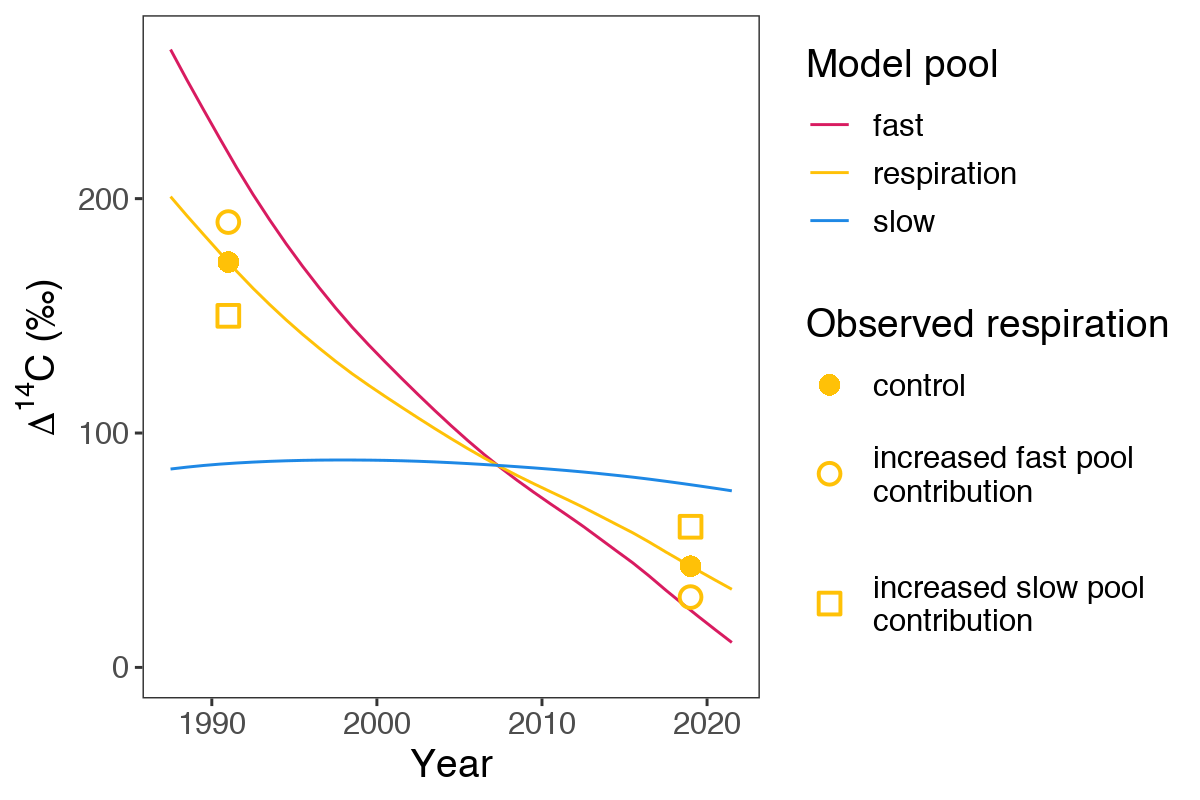 Δ¹⁴C (‰)
200
100
0
1990 2000 2010 2020
Year
Model pool
fast
respiration
slow
Observed respiration
control
increased fast pool
contribution
increased slow pool
contribution